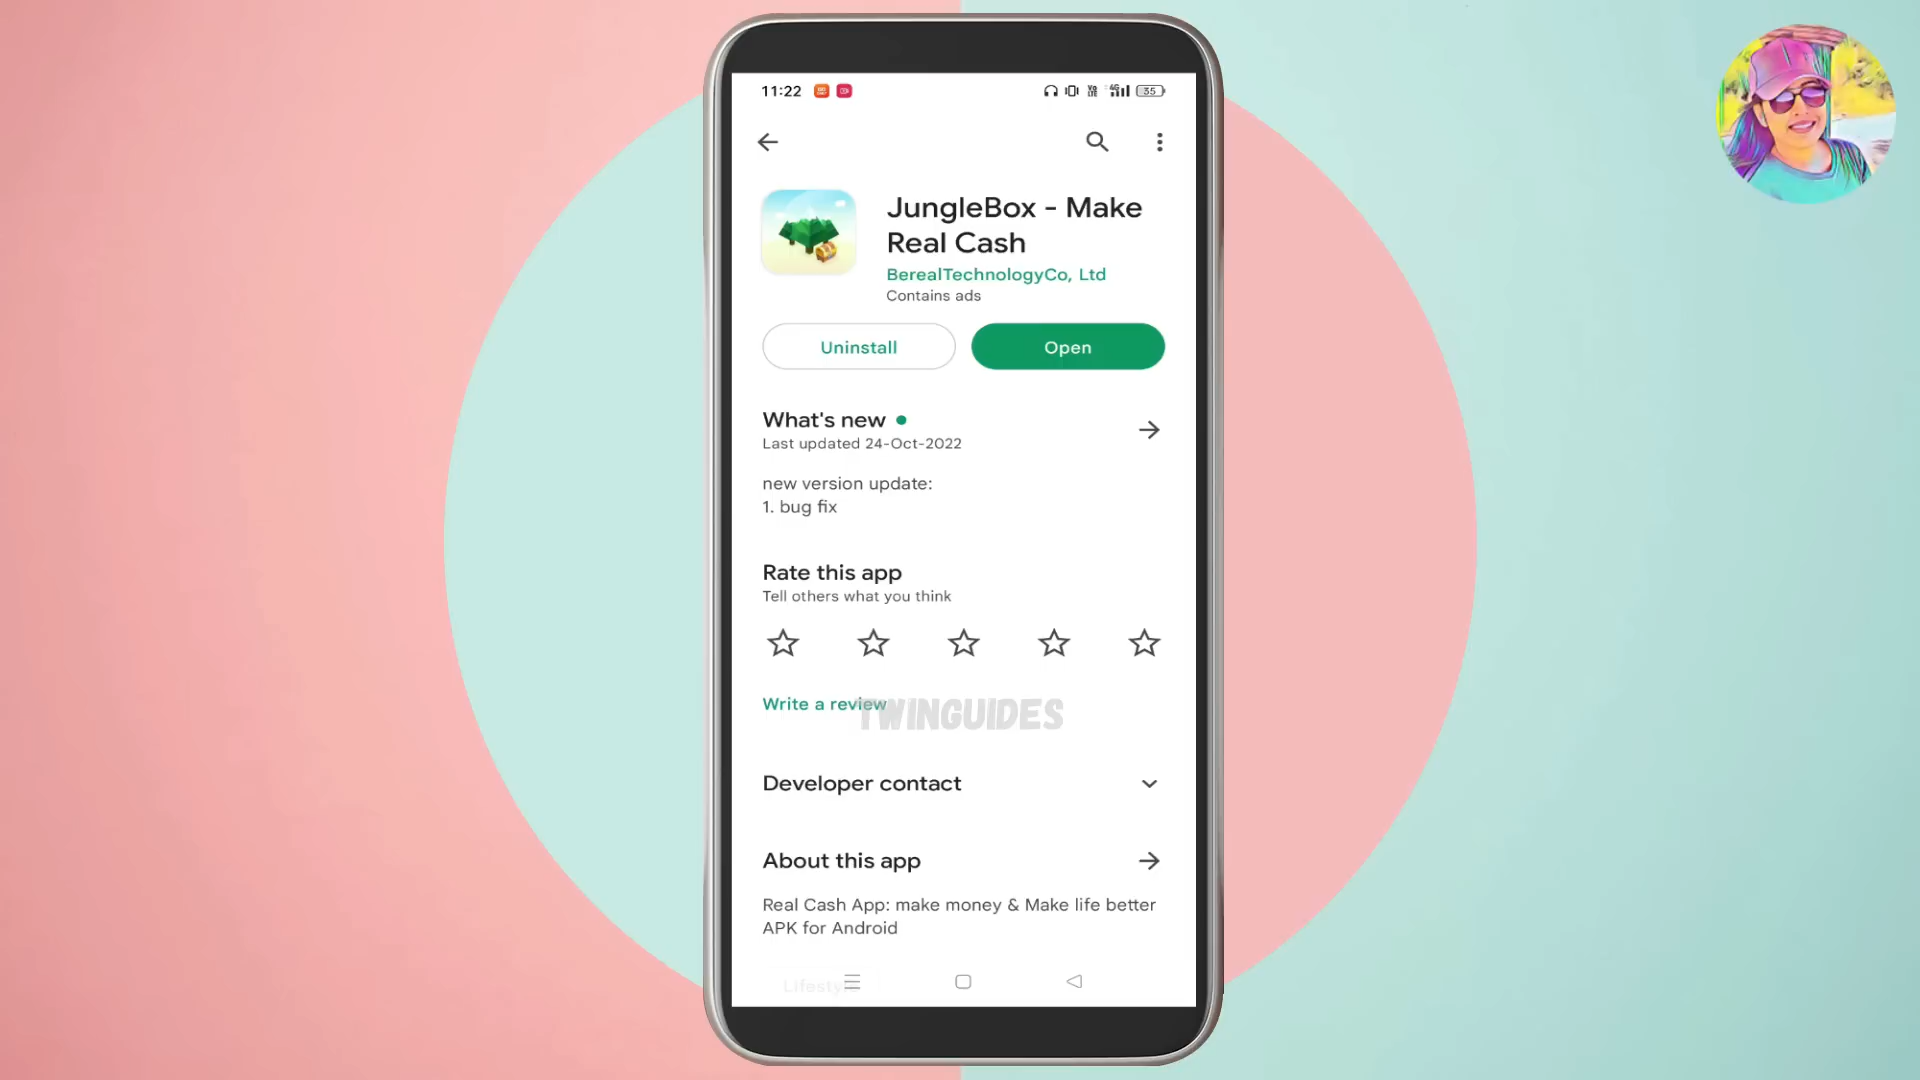 11:22
35
JungleBox - Make
Real Cash
BerealTechnologyCo, Ltd
Contains ads
Uninstall
Open
What's new
Last updated 24-Oct-2022
new version update:
1. bug fix
Rate this app
Tell others what you think
Write a review
TWINGUIDES
Developer contact
About this app
Real Cash App: make money & Make life better
APK for Android
Lifestyle